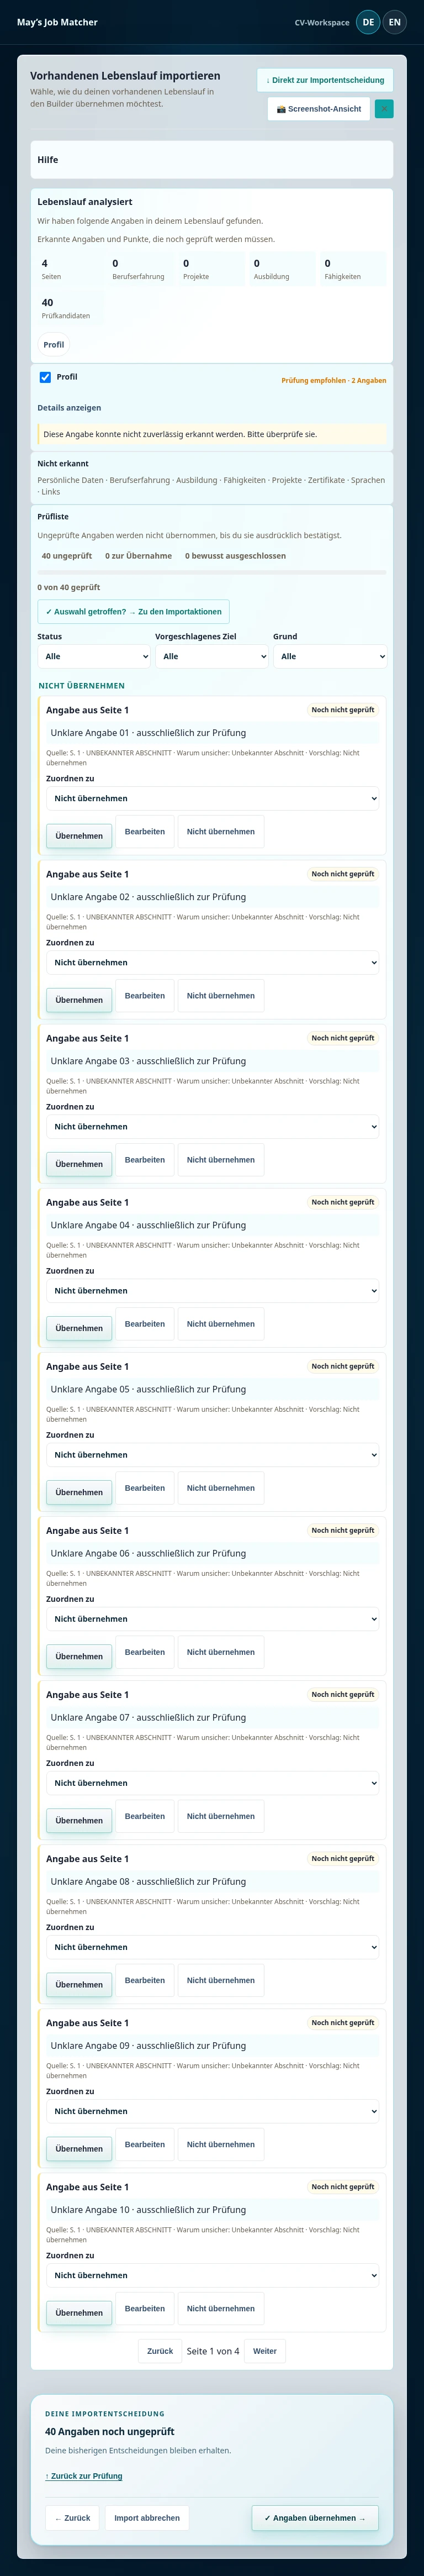 May's Job Matcher
CV-Workspace
DE
EN
Vorhandenen Lebenslauf importieren
Wähle, wie du deinen vorhandenen Lebenslauf in
den Builder übernehmen möchtest.
↓ Direkt zur Importentscheidung
📸 Screenshot-Ansicht
×
Hilfe
Lebenslauf analysiert
Wir haben folgende Angaben in deinem Lebenslauf gefunden.
Erkannte Angaben und Punkte, die noch geprüft werden müssen.
4
Seiten
0
Berufserfahrung
0
Projekte
0
Ausbildung
0
Fähigkeiten
40
Prüfkandidaten
Profil
Profil
Prüfung empfohlen · 2 Angaben
Details anzeigen
Diese Angabe konnte nicht zuverlässig erkannt werden. Bitte überprüfe sie.
Nicht erkannt
Persönliche Daten · Berufserfahrung · Ausbildung · Fähigkeiten · Projekte · Zertifikate · Sprachen
· Links
Prüfliste
Ungeprüfte Angaben werden nicht übernommen, bis du sie ausdrücklich bestätigst.
40 ungeprüft 0 zur Übernahme 0 bewusst ausgeschlossen
0 von 40 geprüft
✓ Auswahl getroffen? → Zu den Importaktionen
Status
Alle
Vorgeschlagenes Ziel
Alle
Grund
Alle
NICHT ÜBERNEHMEN
Angabe aus Seite 1
Noch nicht geprüft
Unklare Angabe 01 · ausschließlich zur Prüfung
Quelle: S. 1 · UNBEKANNTER ABSCHNITT · Warum unsicher: Unbekannter Abschnitt · Vorschlag: Nicht
übernehmen
Zuordnen zu
Nicht übernehmen
Übernehmen Bearbeiten Nicht übernehmen
Angabe aus Seite 1
Noch nicht geprüft
Unklare Angabe 02 · ausschließlich zur Prüfung
Quelle: S. 1 · UNBEKANNTER ABSCHNITT · Warum unsicher: Unbekannter Abschnitt · Vorschlag: Nicht
übernehmen
Zuordnen zu
Nicht übernehmen
Übernehmen Bearbeiten Nicht übernehmen
Angabe aus Seite 1
Noch nicht geprüft
Unklare Angabe 03 · ausschließlich zur Prüfung
Quelle: S. 1 · UNBEKANNTER ABSCHNITT · Warum unsicher: Unbekannter Abschnitt · Vorschlag: Nicht
übernehmen
Zuordnen zu
Nicht übernehmen
Übernehmen Bearbeiten Nicht übernehmen
Angabe aus Seite 1
Noch nicht geprüft
Unklare Angabe 04 · ausschließlich zur Prüfung
Quelle: S. 1 · UNBEKANNTER ABSCHNITT · Warum unsicher: Unbekannter Abschnitt · Vorschlag: Nicht
übernehmen
Zuordnen zu
Nicht übernehmen
Übernehmen Bearbeiten Nicht übernehmen
Angabe aus Seite 1
Noch nicht geprüft
Unklare Angabe 05 · ausschließlich zur Prüfung
Quelle: S. 1 · UNBEKANNTER ABSCHNITT · Warum unsicher: Unbekannter Abschnitt · Vorschlag: Nicht
übernehmen
Zuordnen zu
Nicht übernehmen
Übernehmen Bearbeiten Nicht übernehmen
Angabe aus Seite 1
Noch nicht geprüft
Unklare Angabe 06 · ausschließlich zur Prüfung
Quelle: S. 1 · UNBEKANNTER ABSCHNITT · Warum unsicher: Unbekannter Abschnitt · Vorschlag: Nicht
übernehmen
Zuordnen zu
Nicht übernehmen
Übernehmen Bearbeiten Nicht übernehmen
Angabe aus Seite 1
Noch nicht geprüft
Unklare Angabe 07 · ausschließlich zur Prüfung
Quelle: S. 1 · UNBEKANNTER ABSCHNITT · Warum unsicher: Unbekannter Abschnitt · Vorschlag: Nicht
übernehmen
Zuordnen zu
Nicht übernehmen
Übernehmen Bearbeiten Nicht übernehmen
Angabe aus Seite 1
Noch nicht geprüft
Unklare Angabe 08 · ausschließlich zur Prüfung
Quelle: S. 1 · UNBEKANNTER ABSCHNITT · Warum unsicher: Unbekannter Abschnitt · Vorschlag: Nicht
übernehmen
Zuordnen zu
Nicht übernehmen
Übernehmen Bearbeiten Nicht übernehmen
Angabe aus Seite 1
Noch nicht geprüft
Unklare Angabe 09 · ausschließlich zur Prüfung
Quelle: S. 1 · UNBEKANNTER ABSCHNITT · Warum unsicher: Unbekannter Abschnitt · Vorschlag: Nicht
übernehmen
Zuordnen zu
Nicht übernehmen
Übernehmen Bearbeiten Nicht übernehmen
Angabe aus Seite 1
Noch nicht geprüft
Unklare Angabe 10 · ausschließlich zur Prüfung
Quelle: S. 1 · UNBEKANNTER ABSCHNITT · Warum unsicher: Unbekannter Abschnitt · Vorschlag: Nicht
übernehmen
Zuordnen zu
Nicht übernehmen
Übernehmen Bearbeiten Nicht übernehmen
Zurück Seite 1 von 4 Weiter
DEINE IMPORTENTSCHEIDUNG
40 Angaben noch ungeprüft
Deine bisherigen Entscheidungen bleiben erhalten.
↑ Zurück zur Prüfung
← Zurück Import abbrechen ✓ Angaben übernehmen →